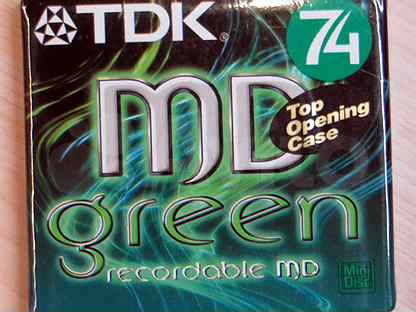 TDK
74
MD
Top
Opening
Case
green
recordable MD
Mini
Disc